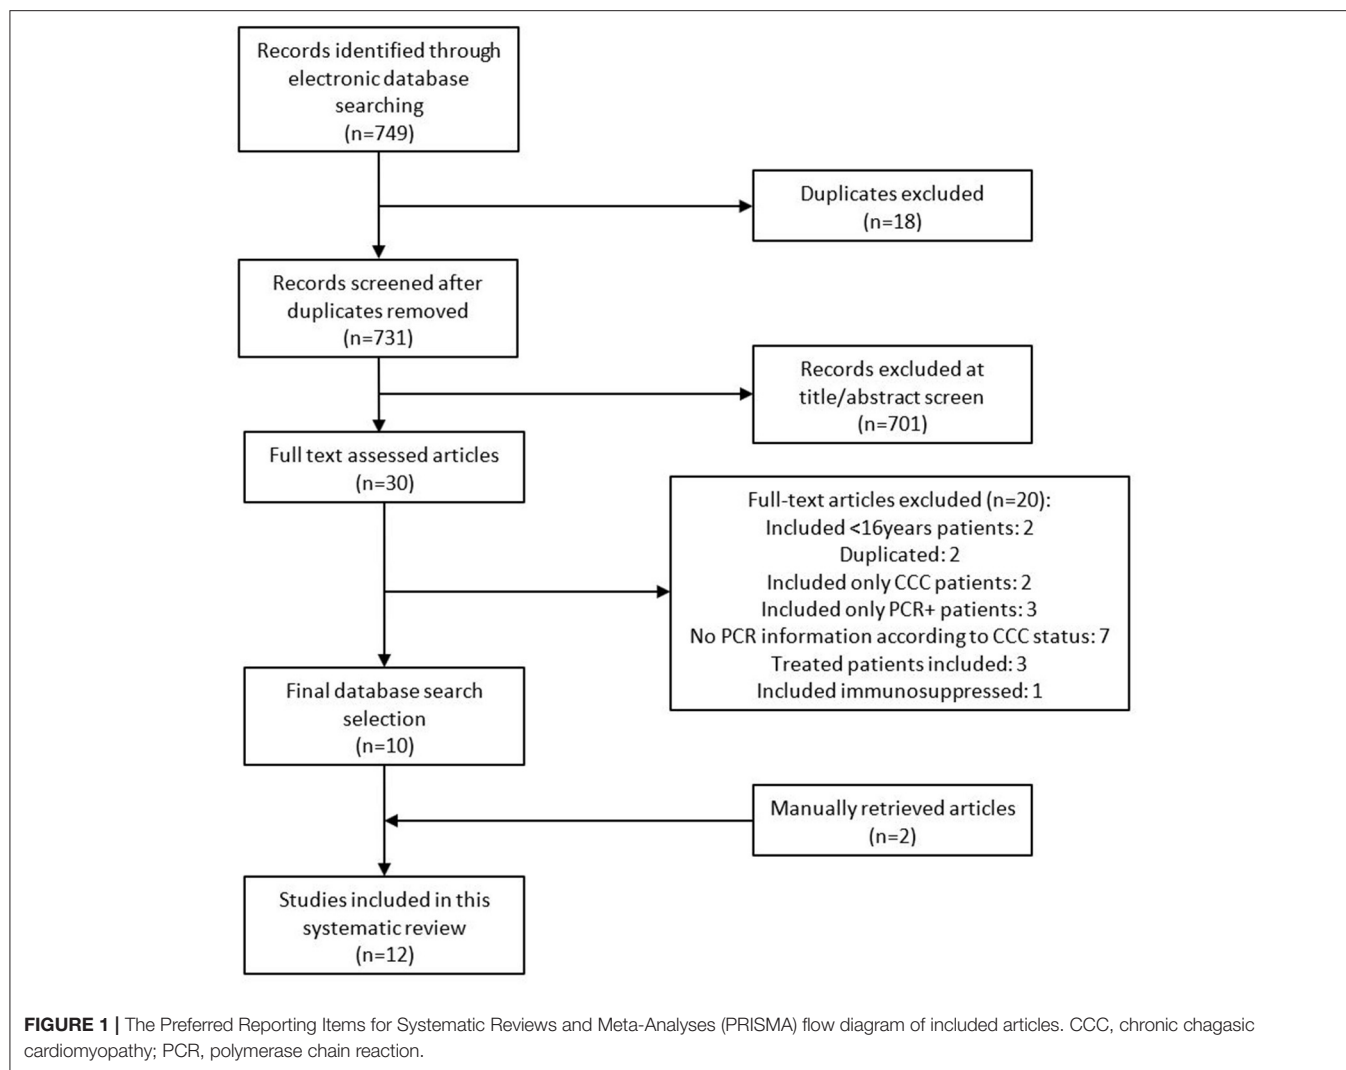 Records identified through
electronic database
searching
(n=749)
Duplicates excluded
(n=18)
Records screened after
duplicates removed
(n=731)
Records excluded at
title/abstract screen
(n=701)
Full text assessed articles
(n=30)
Full-text articles excluded (n=20):
Included <16years patients: 2
Duplicated: 2
Included only CCC patients: 2
Included only PCR+ patients: 3
No PCR information according to CCC status: 7
Treated patients included: 3
Included immunosuppressed: 1
Final database search
selection
(n=10)
Manually retrieved articles
(n=2)
Studies included in this
systematic review
(n=12)
FIGURE 1 | The Preferred Reporting Items for Systematic Reviews and Meta-Analyses (PRISMA) flow diagram of included articles. CCC, chronic chagasic
cardiomyopathy; PCR, polymerase chain reaction.